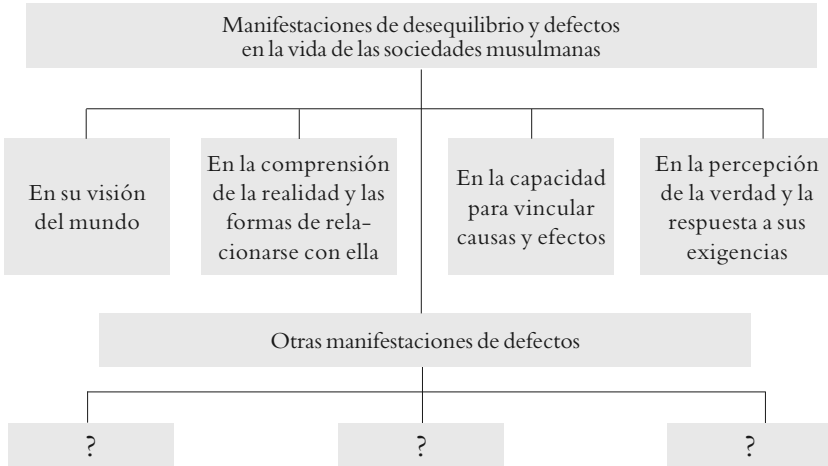 Manifestaciones de desequilibrio y defectos
en la vida de las sociedades musulmanas
En su visión
del mundo
En la comprensión
de la realidad y las
formas de rela-
cionarse con ella
En la capacidad
para vincular
causas y efectos
En la percepción
de la verdad y la
respuesta a sus
exigencias
Otras manifestaciones de defectos
?
?
?